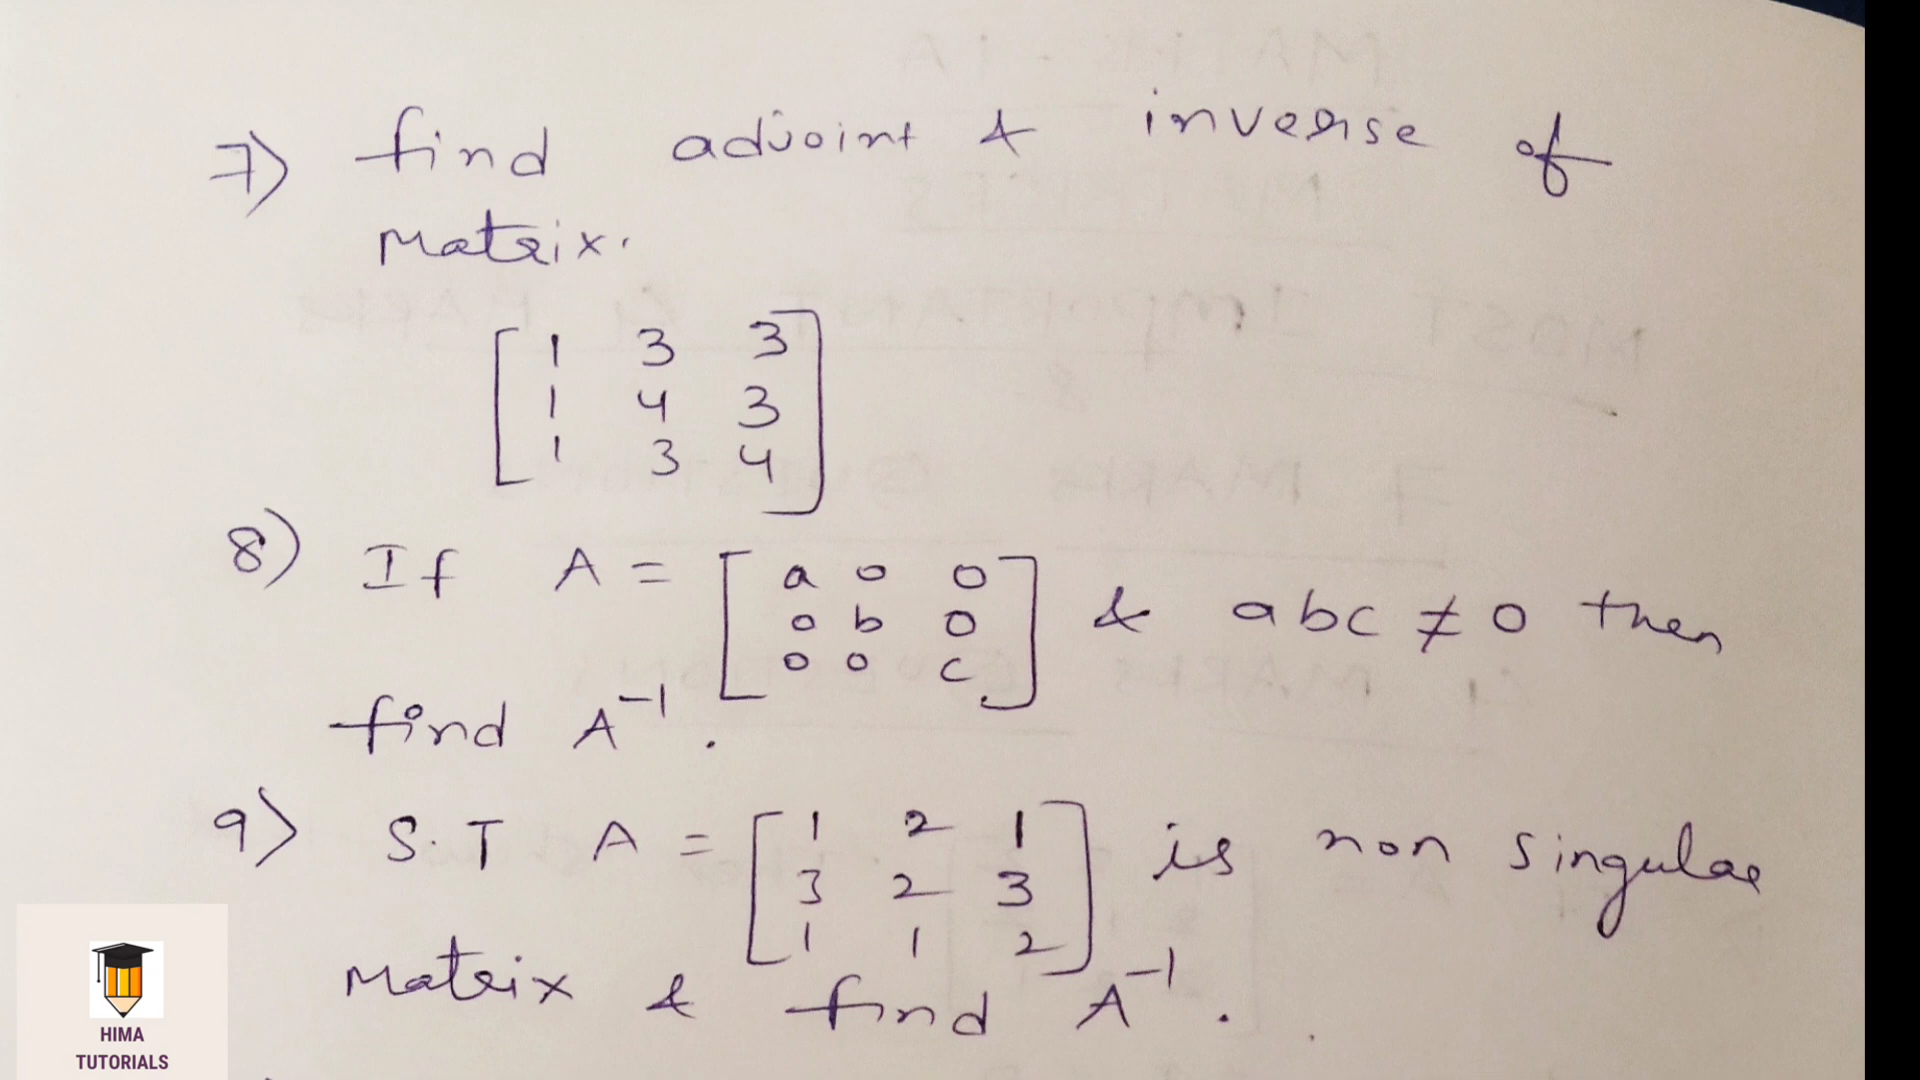 7) find adjoint & inverse of
Matrix.
[1 3 3
1 4 3
1 3 4]
8) If A = [a 0 0
0 b 0
0 0 c] & abc ≠ 0 then
find A⁻¹.
9) S.T A = [1 2 1
3 2 3
1 1 2] is non singular
Matrix & find A⁻¹.
HIMA
TUTORIALS